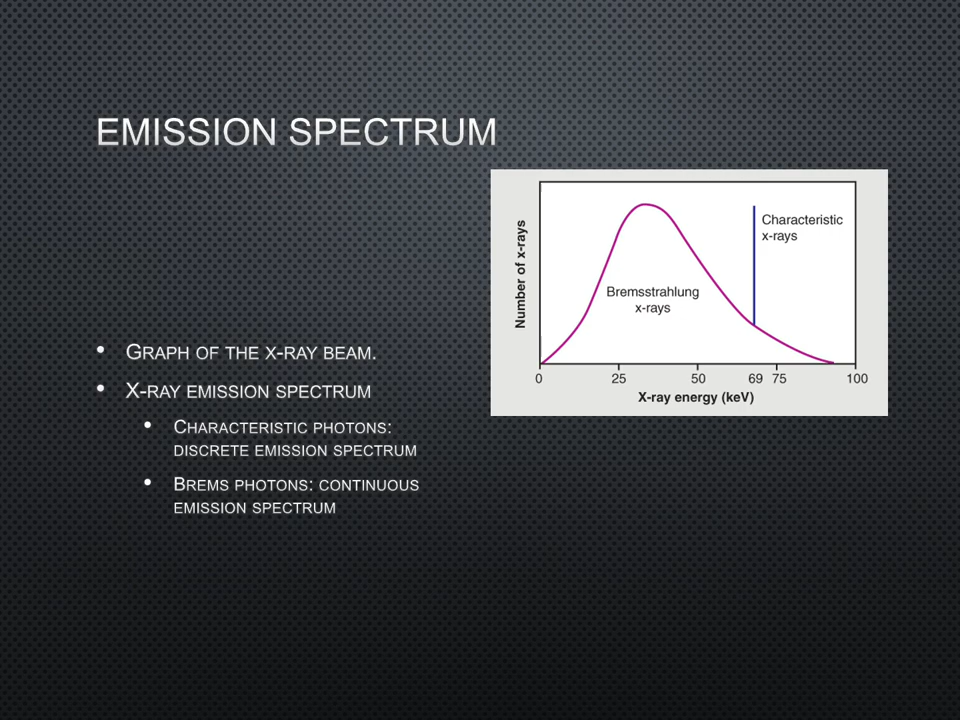 EMISSION SPECTRUM
• GRAPH OF THE X-RAY BEAM.
• X-RAY EMISSION SPECTRUM
• CHARACTERISTIC PHOTONS:
DISCRETE EMISSION SPECTRUM
• BREMS PHOTONS: CONTINUOUS
EMISSION SPECTRUM
Number of x-rays
Characteristic
x-rays
Bremsstrahlung
x-rays
0 25 50 69 75 100
X-ray energy (keV)